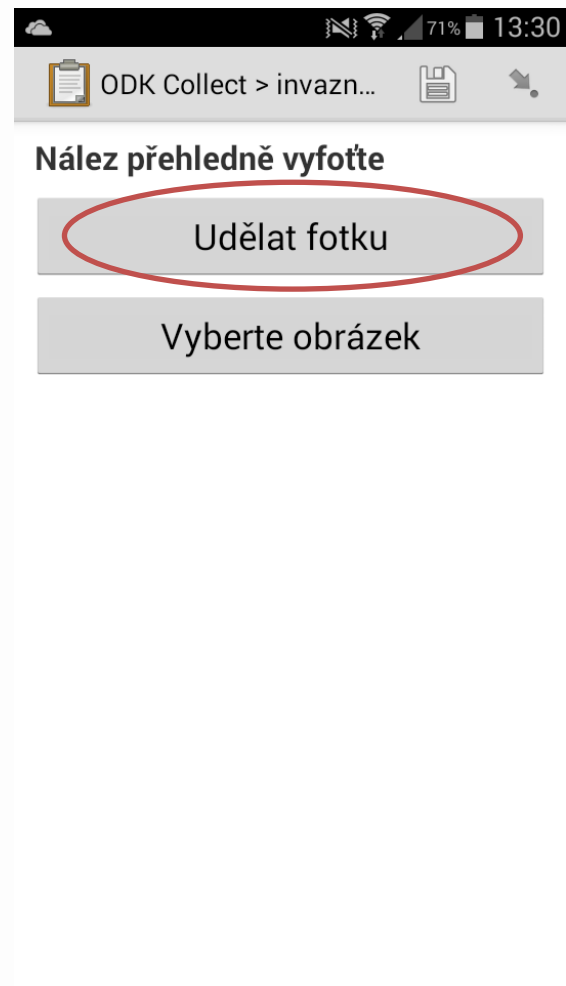 71% 13:30
ODK Collect > invazn...
Nález přehledně vyfoťte
Udělat fotku
Vyberte obrázek